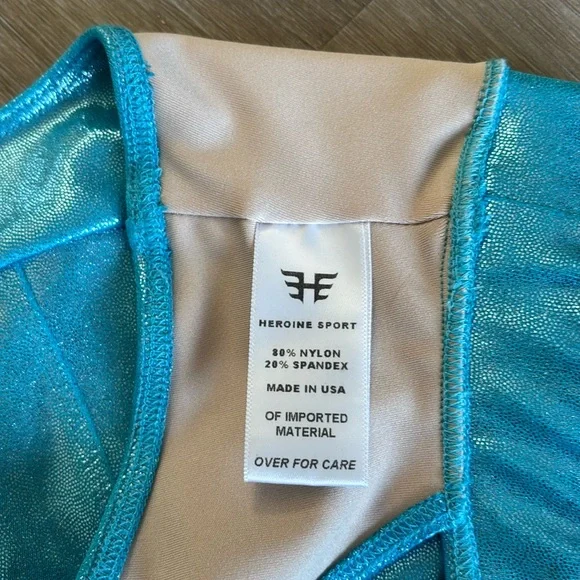 HEROINE SPORT
80% NYLON
20% SPANDEX
MADE IN USA
OF IMPORTED
MATERIAL
OVER FOR CARE